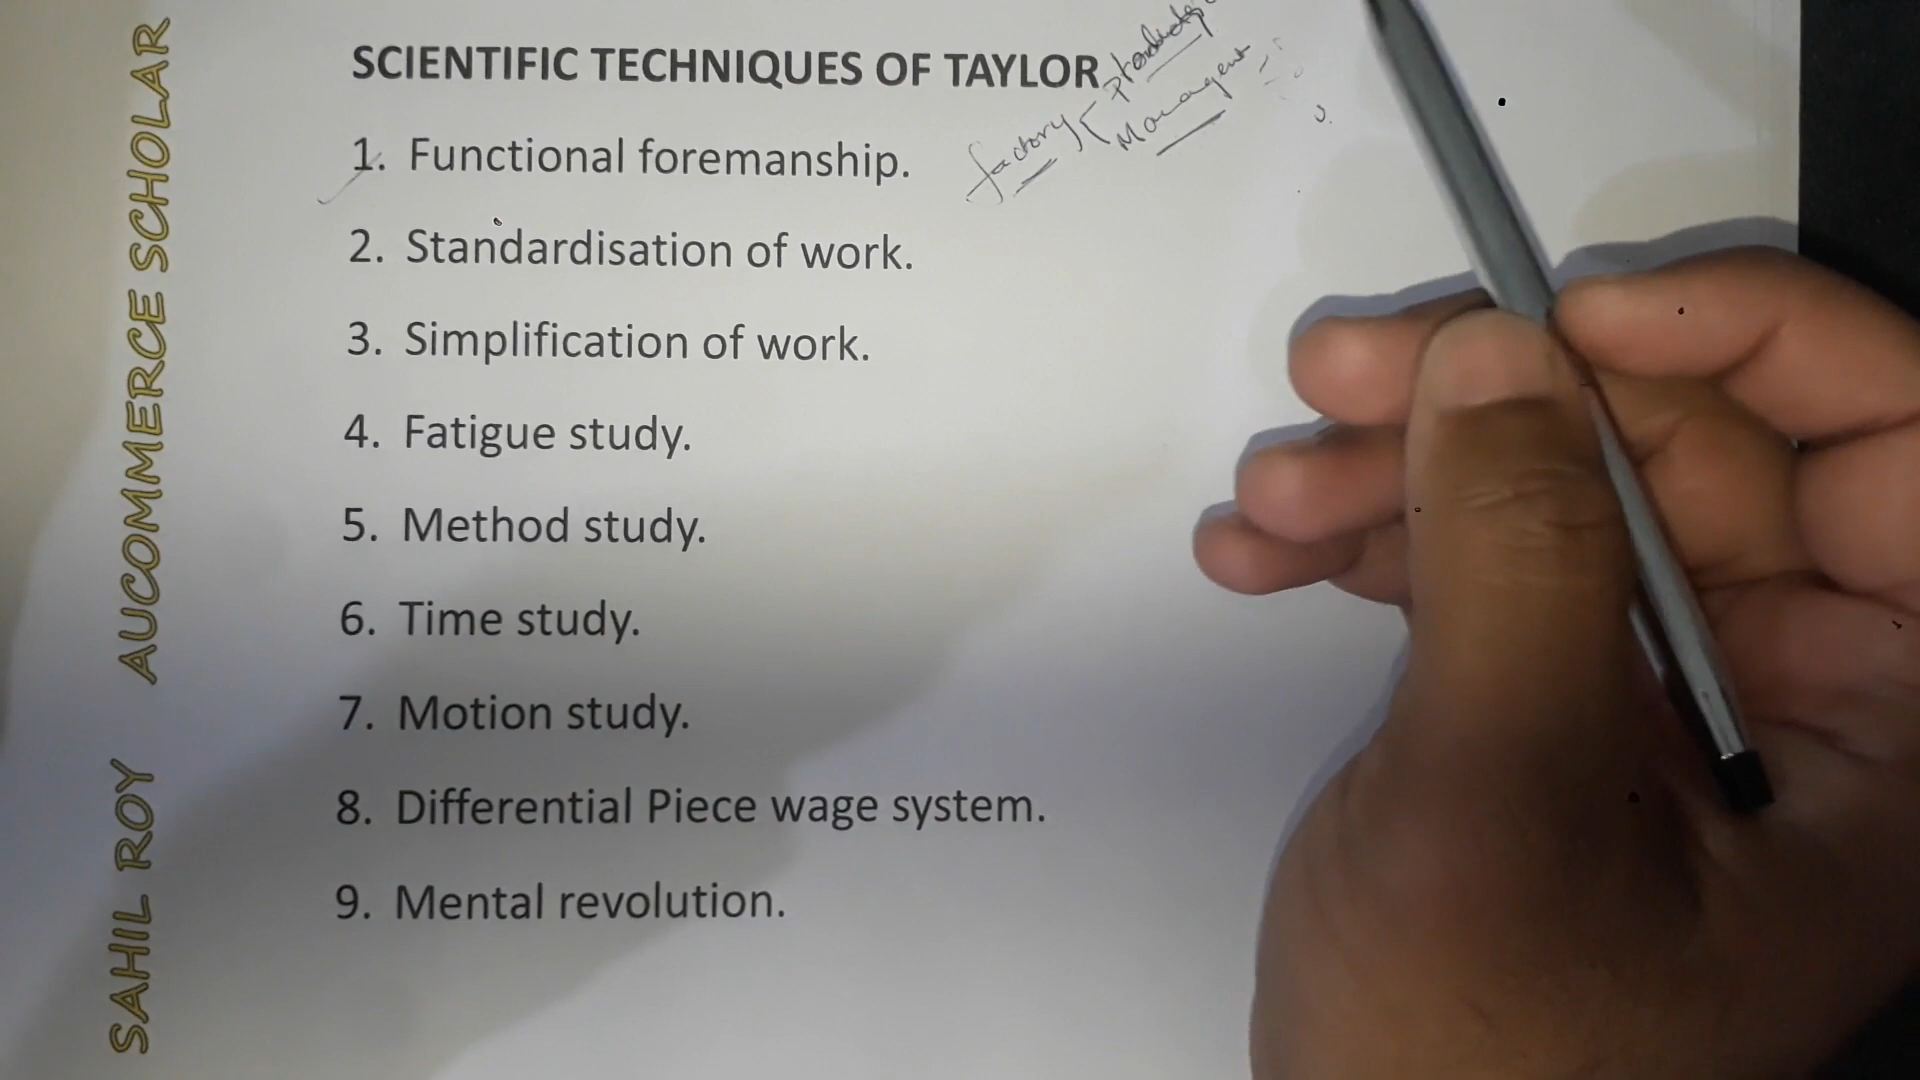 SCIENTIFIC TECHNIQUES OF TAYLOR
factory
Management
1. Functional foremanship.
2. Standardisation of work.
3. Simplification of work.
4. Fatigue study.
5. Method study.
6. Time study.
7. Motion study.
8. Differential Piece wage system.
9. Mental revolution.
SAHIL ROY AUCOMMERCE SCHOLAR